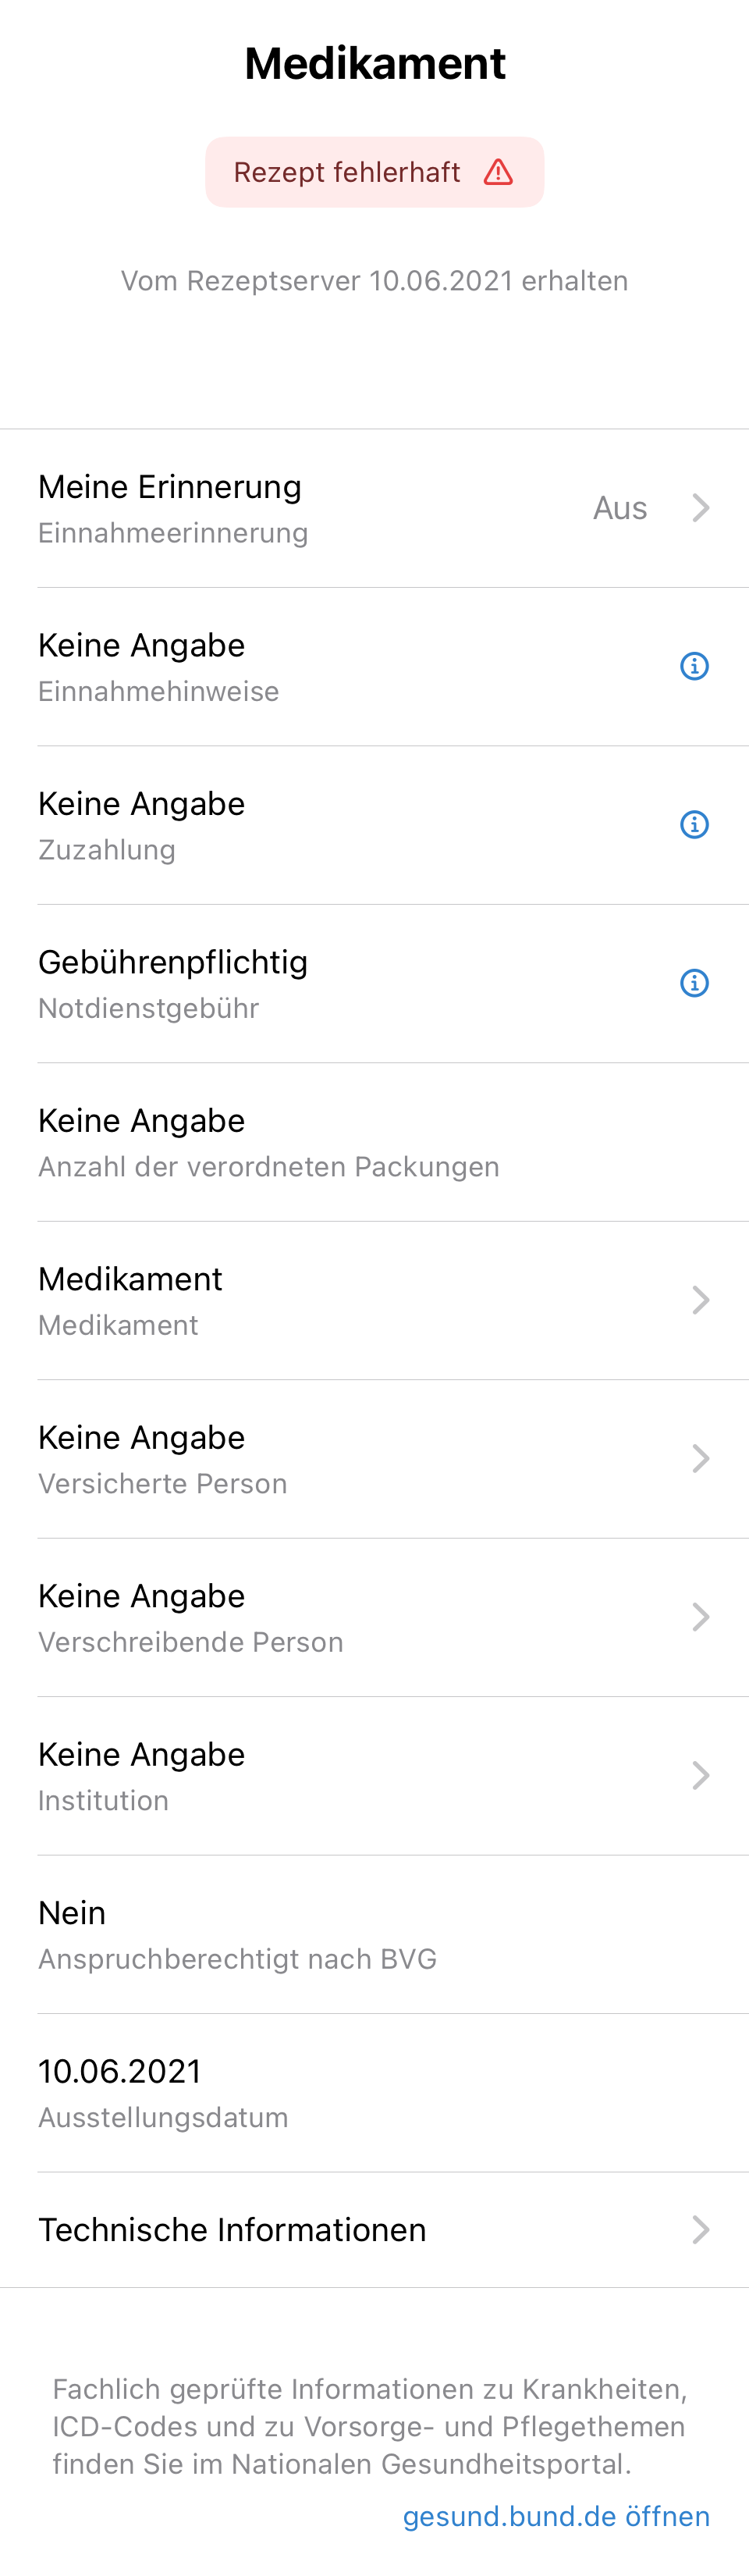 Medikament
Rezept fehlerhaft
Vom Rezeptserver 10.06.2021 erhalten
Meine Erinnerung
Aus
Einnahmeerinnerung
Keine Angabe
Einnahmehinweise
Keine Angabe
Zuzahlung
Gebührenpflichtig
Notdienstgebühr
Keine Angabe
Anzahl der verordneten Packungen
Medikament
Medikament
Keine Angabe
Versicherte Person
Keine Angabe
Verschreibende Person
Keine Angabe
Institution
Nein
Anspruchberechtigt nach BVG
10.06.2021
Ausstellungsdatum
Technische Informationen
Fachlich geprüfte Informationen zu Krankheiten,
ICD-Codes und zu Vorsorge- und Pflegethemen
finden Sie im Nationalen Gesundheitsportal.
gesund.bund.de öffnen